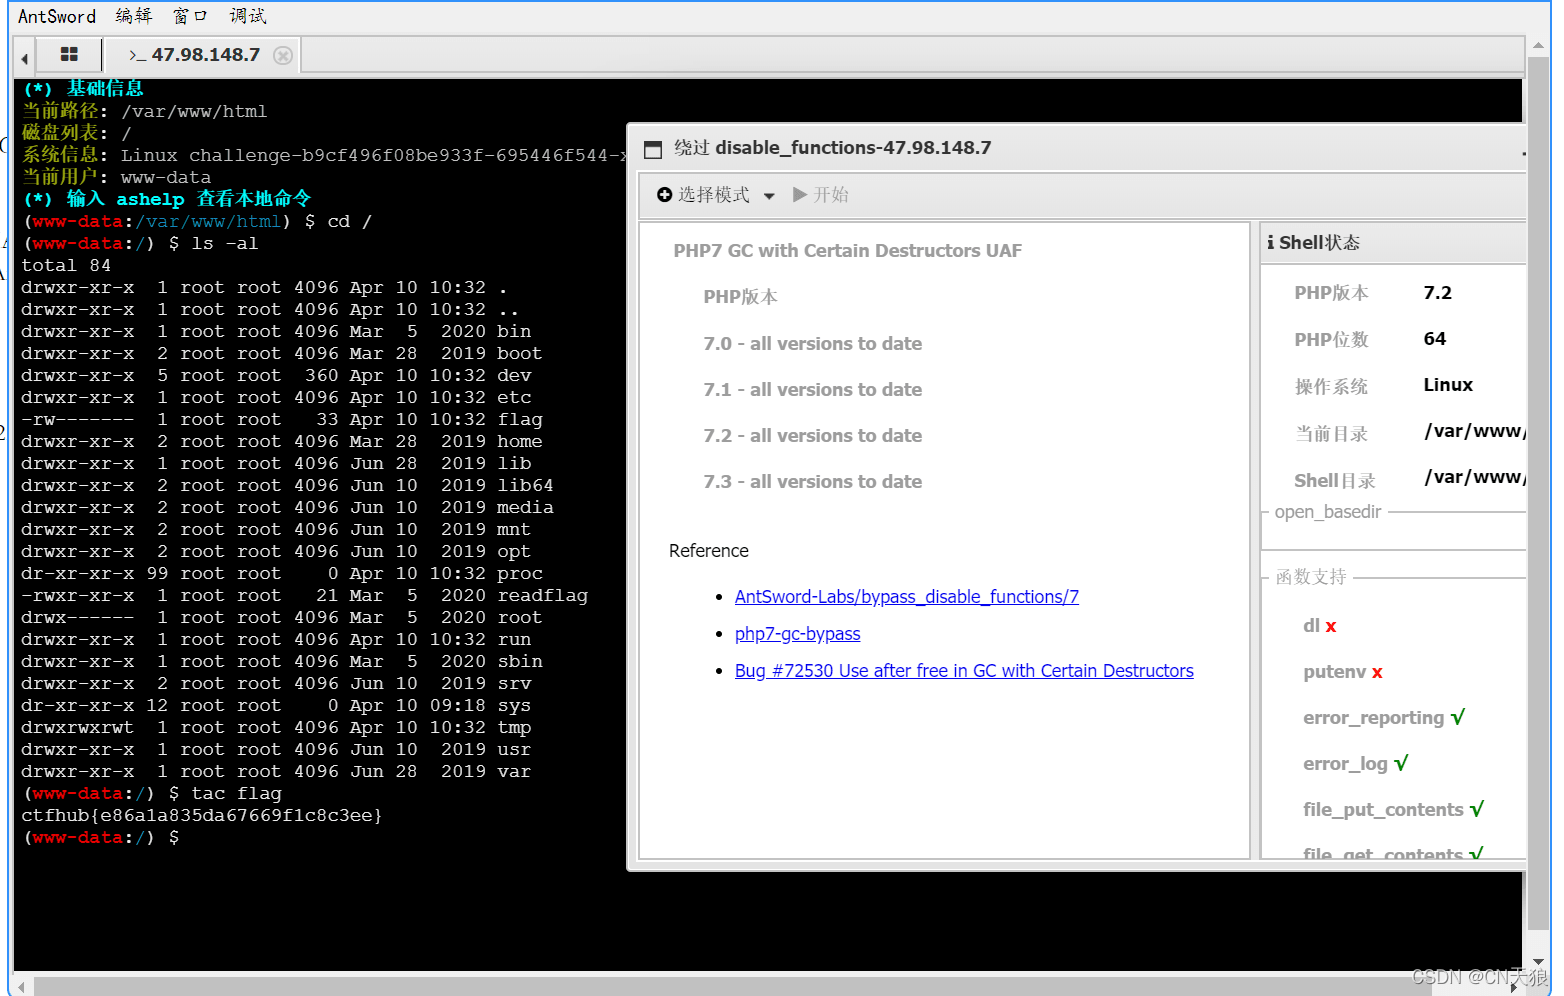 AntSword 编辑 窗口 调试
>_ 47.98.148.7
(*) 基础信息
当前路径: /var/www/html
磁盘列表: /
系统信息: Linux challenge-b9cf496f08be933f-695446f544-x
当前用户: www-data
(*) 输入 ashelp 查看本地命令
(www-data:/var/www/html) $ cd /
(www-data:/) $ ls -al
total 84
drwxr-xr-x 1 root root 4096 Apr 10 10:32 .
drwxr-xr-x 1 root root 4096 Apr 10 10:32 ..
drwxr-xr-x 1 root root 4096 Mar 5 2020 bin
drwxr-xr-x 2 root root 4096 Mar 28 2019 boot
drwxr-xr-x 5 root root 360 Apr 10 10:32 dev
drwxr-xr-x 1 root root 4096 Apr 10 10:32 etc
-rw------- 1 root root 33 Apr 10 10:32 flag
drwxr-xr-x 2 root root 4096 Mar 28 2019 home
drwxr-xr-x 1 root root 4096 Jun 28 2019 lib
drwxr-xr-x 2 root root 4096 Jun 10 2019 lib64
drwxr-xr-x 2 root root 4096 Jun 10 2019 media
drwxr-xr-x 2 root root 4096 Jun 10 2019 mnt
drwxr-xr-x 2 root root 4096 Jun 10 2019 opt
dr-xr-xr-x 99 root root 0 Apr 10 10:32 proc
-rwxr-xr-x 1 root root 21 Mar 5 2020 readflag
drwx------ 1 root root 4096 Mar 5 2020 root
drwxr-xr-x 1 root root 4096 Apr 10 10:32 run
drwxr-xr-x 1 root root 4096 Mar 5 2020 sbin
drwxr-xr-x 2 root root 4096 Jun 10 2019 srv
dr-xr-xr-x 12 root root 0 Apr 10 09:18 sys
drwxrwxrwt 1 root root 4096 Apr 10 10:32 tmp
drwxr-xr-x 1 root root 4096 Jun 10 2019 usr
drwxr-xr-x 1 root root 4096 Jun 28 2019 var
(www-data:/) $ tac flag
ctfhub{e86a1a835da67669f1c8c3ee}
(www-data:/) $
绕过 disable_functions-47.98.148.7
选择模式 开始
PHP7 GC with Certain Destructors UAF
PHP版本
7.0 - all versions to date
7.1 - all versions to date
7.2 - all versions to date
7.3 - all versions to date
Reference
• AntSword-Labs/bypass_disable_functions/7
• php7-gc-bypass
• Bug #72530 Use after free in GC with Certain Destructors
Shell状态
PHP版本 7.2
PHP位数 64
操作系统 Linux
当前目录 /var/www/
Shell目录 /var/www/
open_basedir
函数支持
dl x
putenv x
error_reporting √
error_log √
file_put_contents √
file_get_contents √
CSDN @CN天狼